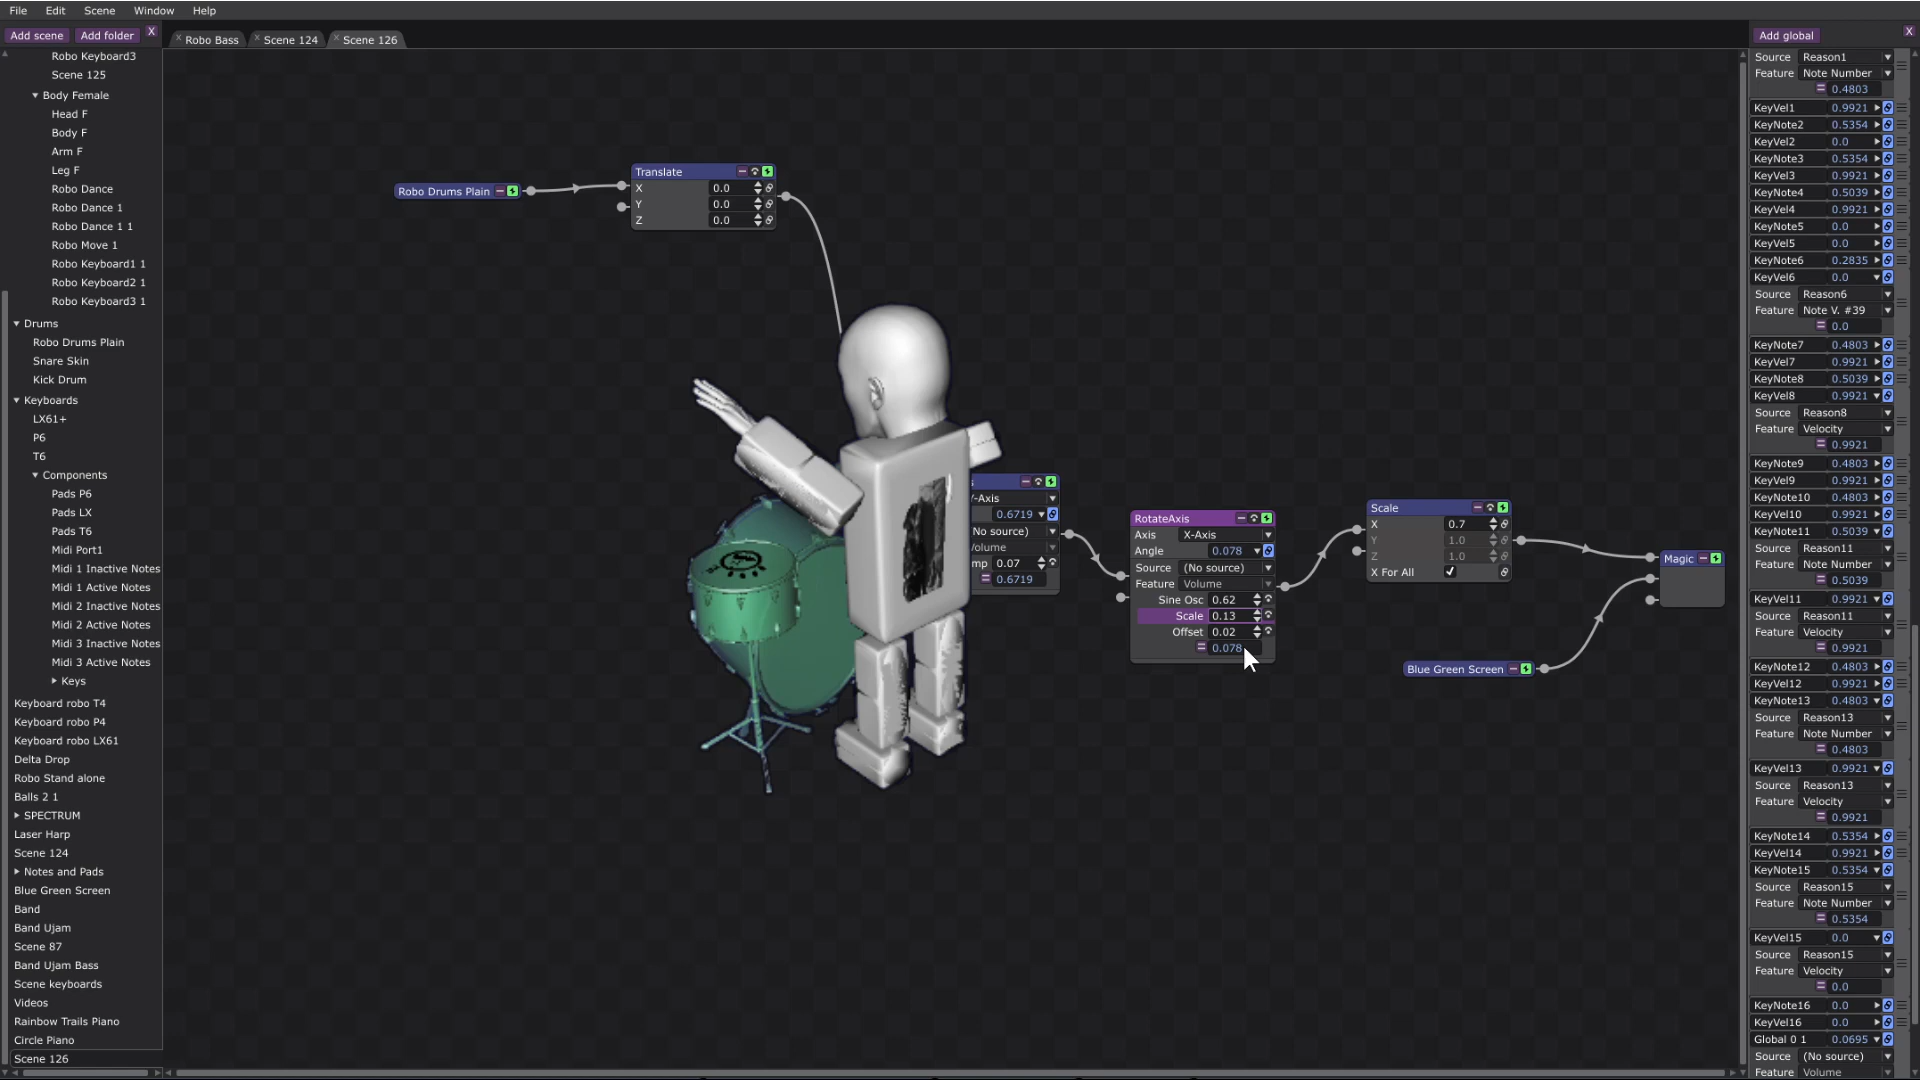 File Edit Scene Window Help
Add scene Add folder X
Robo Keyboard3
Scene 125
Body Female
Head F
Body F
Arm F
Leg F
Robo Dance
Robo Dance 1
Robo Dance 1 1
Robo Move 1
Robo Keyboard1 1
Robo Keyboard2 1
Robo Keyboard3 1
Drums
Robo Drums Plain
Snare Skin
Kick Drum
Keyboards
LX61+
P6
T6
Components
Pads P6
Pads LX
Pads T6
Midi Port1
Midi 1 Inactive Notes
Midi 1 Active Notes
Midi 2 Inactive Notes
Midi 2 Active Notes
Midi 3 Inactive Notes
Midi 3 Active Notes
Keys
Keyboard robo T4
Keyboard robo P4
Keyboard robo LX61
Delta Drop
Robo Stand alone
Balls 2 1
SPECTRUM
Laser Harp
Scene 124
Notes and Pads
Blue Green Screen
Band
Band Ujam
Scene 87
Band Ujam Bass
Scene keyboards
Videos
Rainbow Trails Piano
Circle Piano
Scene 126
Robo Bass Scene 124 Scene 126
Robo Drums Plain
Translate
X 0.0
Y 0.0
Z 0.0
s
Y-Axis
0.6719
No source)
Volume
mp 0.07
= 0.6719
RotateAxis
Axis X-Axis
Angle 0.078
Source (No source)
Feature Volume
Sine Osc 0.62
Scale 0.13
Offset 0.02
= 0.078
Scale
X 0.7
Y 1.0
Z 1.0
X For All
Magic
Blue Green Screen
Add global X
Source Reason1
Feature Note Number
= 0.4803
KeyVel1 0.9921
KeyNote2 0.5354
KeyVel2 0.0
KeyNote3 0.5354
KeyVel3 0.9921
KeyNote4 0.5039
KeyVel4 0.9921
KeyNote5 0.0
KeyVel5 0.0
KeyNote6 0.2835
KeyVel6 0.0
Source Reason6
Feature Note V. #39
= 0.0
KeyNote7 0.4803
KeyVel7 0.9921
KeyNote8 0.5039
KeyVel8 0.9921
Source Reason8
Feature Velocity
= 0.9921
KeyNote9 0.4803
KeyVel9 0.9921
KeyNote10 0.4803
KeyVel10 0.9921
KeyNote11 0.5039
Source Reason11
Feature Note Number
= 0.5039
KeyVel11 0.9921
Source Reason11
Feature Velocity
= 0.9921
KeyNote12 0.4803
KeyVel12 0.9921
KeyNote13 0.4803
Source Reason13
Feature Note Number
= 0.4803
KeyVel13 0.9921
Source Reason13
Feature Velocity
= 0.9921
KeyNote14 0.5354
KeyVel14 0.9921
KeyNote15 0.5354
Source Reason15
Feature Note Number
= 0.5354
KeyVel15 0.0
Source Reason15
Feature Velocity
= 0.0
KeyNote16 0.0
KeyVel16 0.0
Global 0 1 0.0695
Source (No source)
Feature Volume